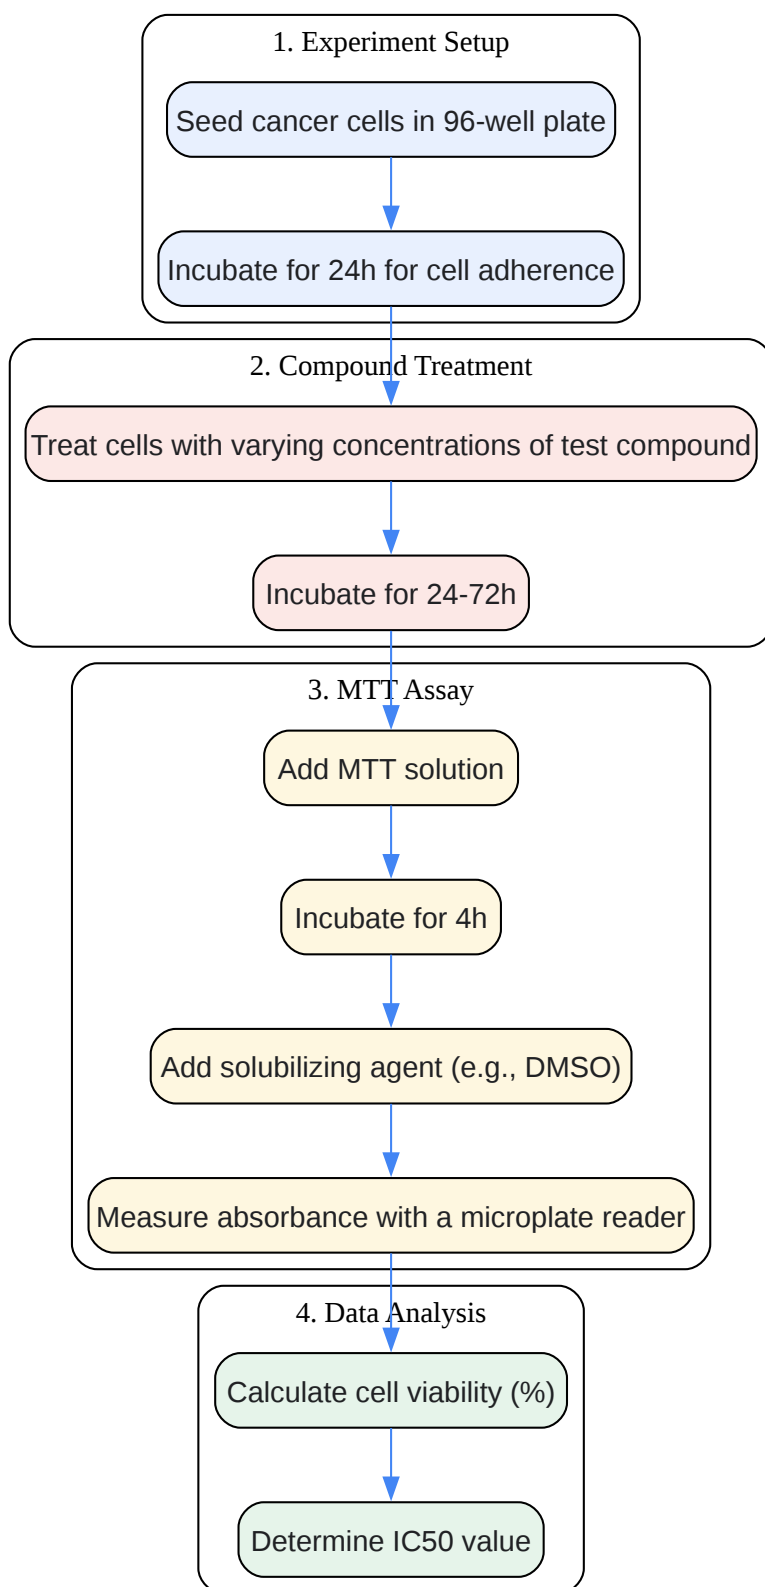 1. Experiment Setup
Seed cancer cells in 96-well plate
Incubate for 24h for cell adherence
2. Compound Treatment
Treat cells with varying concentrations of test compound
Incubate for 24-72h
3. MTT Assay
Add MTT solution
Incubate for 4h
Add solubilizing agent (e.g., DMSO)
Measure absorbance with a microplate reader
4. Data Analysis
Calculate cell viability (%)
Determine IC50 value